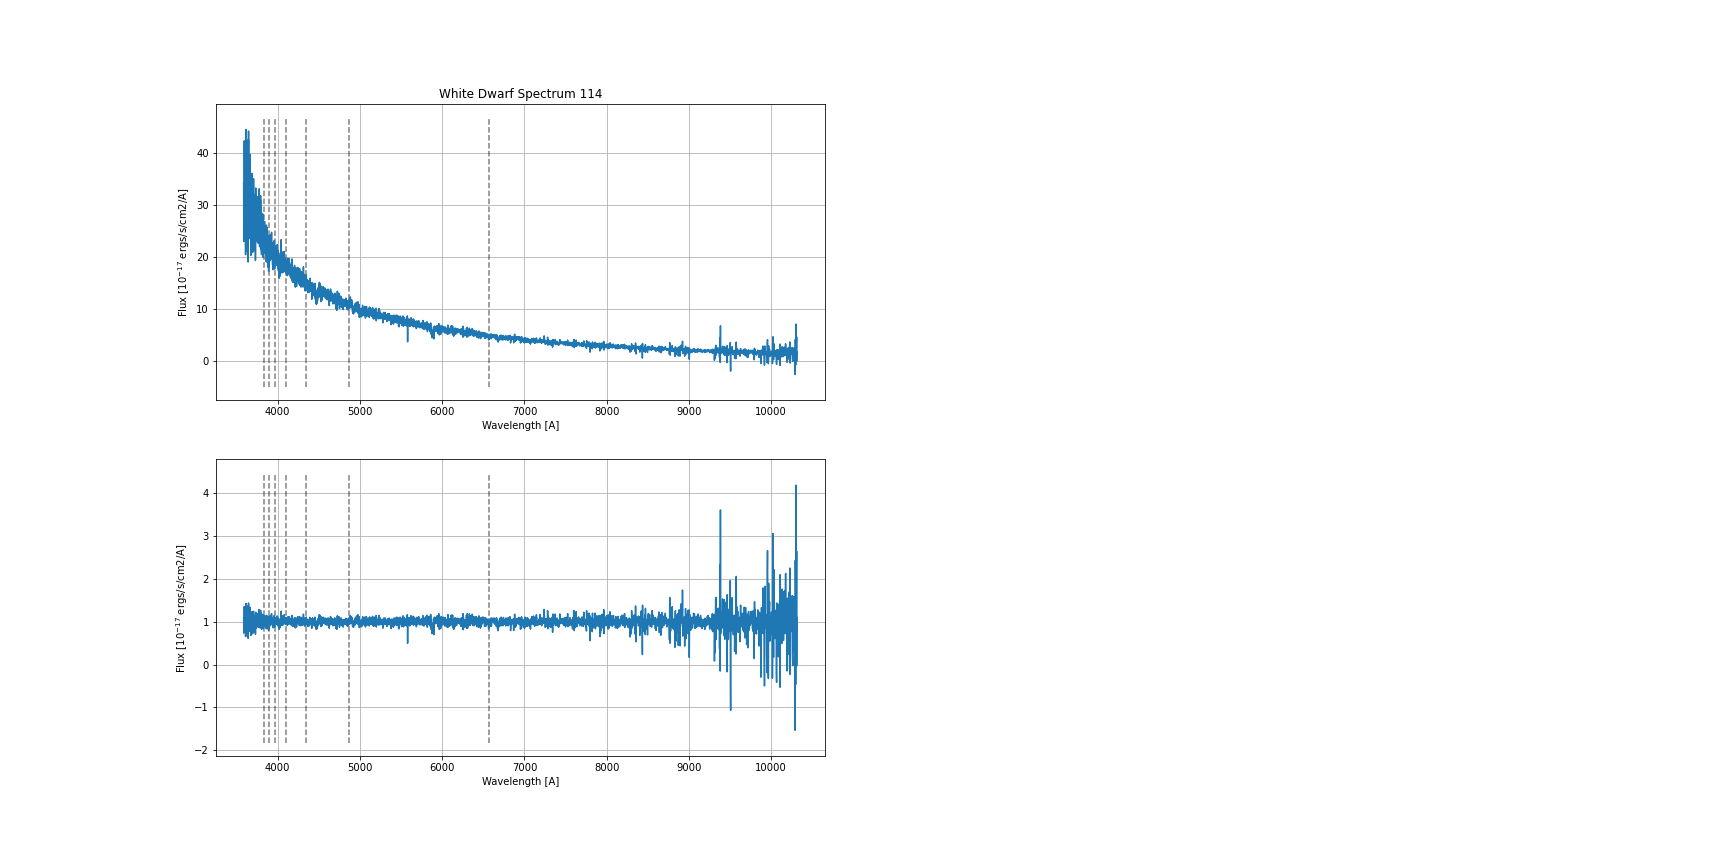 White Dwarf Spectrum 114
Flux [10⁻¹⁷ ergs/s/cm2/A]
40
30
20
10
0
4000 5000 6000 7000 8000 9000 10000
Wavelength [A]
Flux [10⁻¹⁷ ergs/s/cm2/A]
4
3
2
1
0
−1
−2
4000 5000 6000 7000 8000 9000 10000
Wavelength [A]